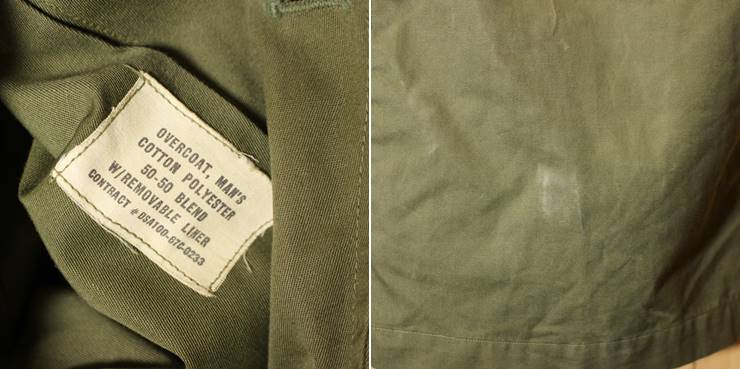 OVERCOAT, MAN'S
COTTON POLYESTER
50-50 BLEND
W/REMOVABLE LINER
CONTRACT # DSA100-67C-0233